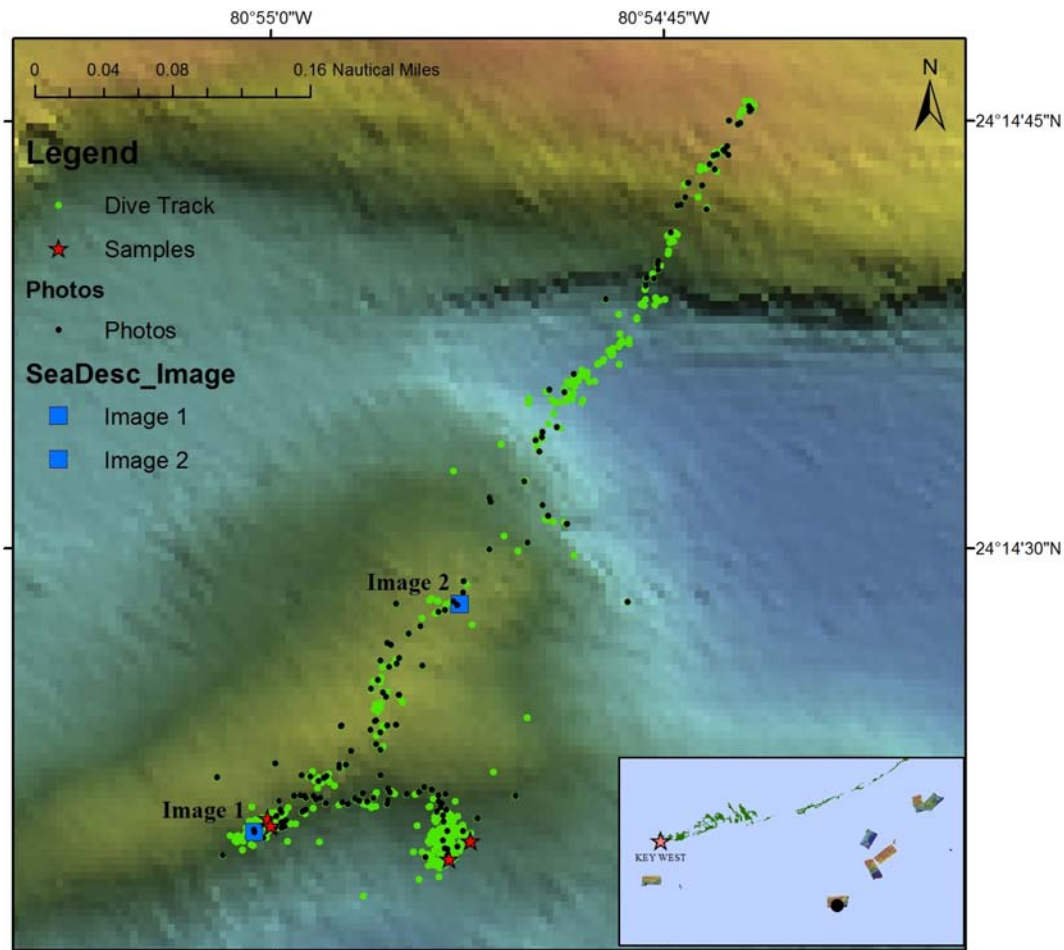 80°55'0"W 80°54'45"W
0 0.04 0.08 0.16 Nautical Miles
N
24°14'45"N
Legend
Dive Track
Samples
Photos
Photos
SeaDesc_Image
Image 1
Image 2
24°14'30"N
Image 2
Image 1
KEY WEST